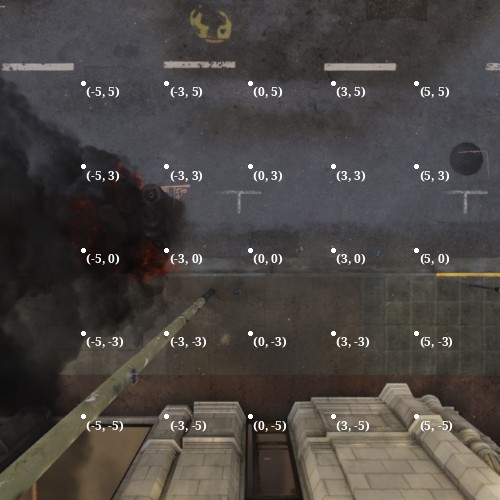 (-5, 5) (-3, 5) (0, 5) (3, 5) (5, 5)
(-5, 3) (-3, 3) (0, 3) (3, 3) (5, 3)
(-5, 0) (-3, 0) (0, 0) (3, 0) (5, 0)
(-5, -3) (-3, -3) (0, -3) (3, -3) (5, -3)
(-5, -5) (-3, -5) (0, -5) (3, -5) (5, -5)